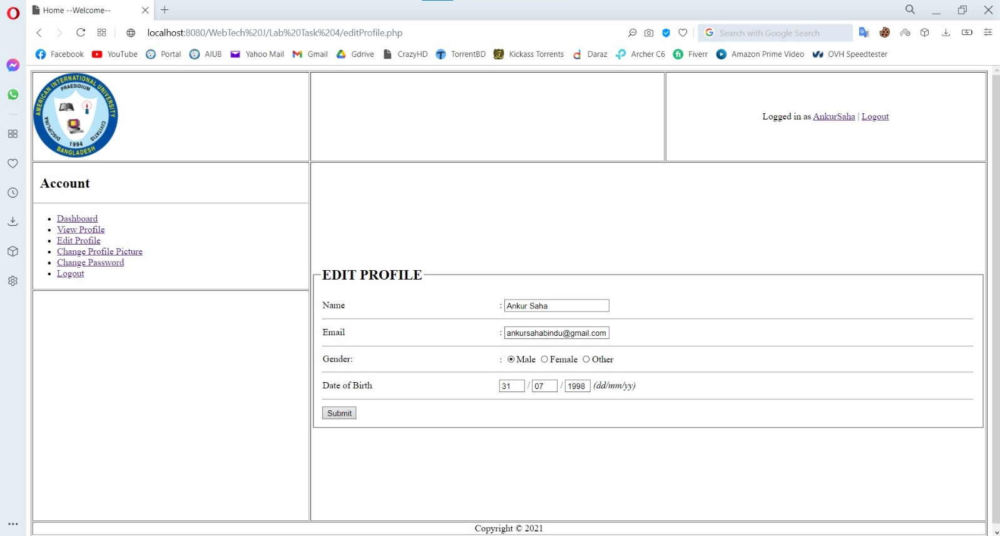 Home --Welcome--
localhost:8080/WebTech%20J/Lab%20Task%204/editProfile.php
Search with Google Search
Facebook YouTube Portal AIUB Yahoo Mail Gmail Gdrive CrazyHD TorrentBD Kickass Torrents Daraz Archer C6 Fiverr Amazon Prime Video OVH Speedtester
AMERICAN INTERNATIONAL UNIVERSITY
PRAESIDIUM
DISCIPLINA
CIVITATIS
1994
BANGLADESH
Logged in as AnkurSaha | Logout
Account
Dashboard
View Profile
Edit Profile
Change Profile Picture
Change Password
Logout
EDIT PROFILE
Name : Ankur Saha
Email : ankursahabindu@gmail.com
Gender: : Male Female Other
Date of Birth 31 / 07 / 1998 (dd/mm/yy)
Submit
Copyright © 2021